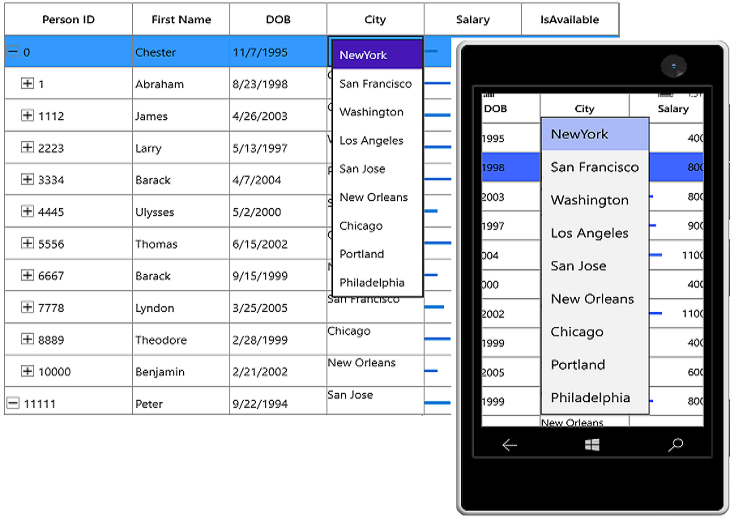 Person ID First Name DOB City Salary IsAvailable
0 Chester 11/7/1995
1 Abraham 8/23/1998
1112 James 4/26/2003
2223 Larry 5/13/1997
3334 Barack 4/7/2004
4445 Ulysses 5/2/2000
5556 Thomas 6/15/2002
6667 Barack 9/15/1999
7778 Lyndon 3/25/2005 San Francisco
8889 Theodore 2/28/1999 Chicago
10000 Benjamin 2/21/2002 New Orleans
11111 Peter 9/22/1994 San Jose
NewYork
San Francisco
Washington
Los Angeles
San Jose
New Orleans
Chicago
Portland
Philadelphia
DOB City Salary
1995 400
1998 800
2003 800
1997 900
004 1100
000 400
2002 1100
1999 400
2005 600
1999 800
NewYork
San Francisco
Washington
Los Angeles
San Jose
New Orleans
Chicago
Portland
Philadelphia
New Orleans